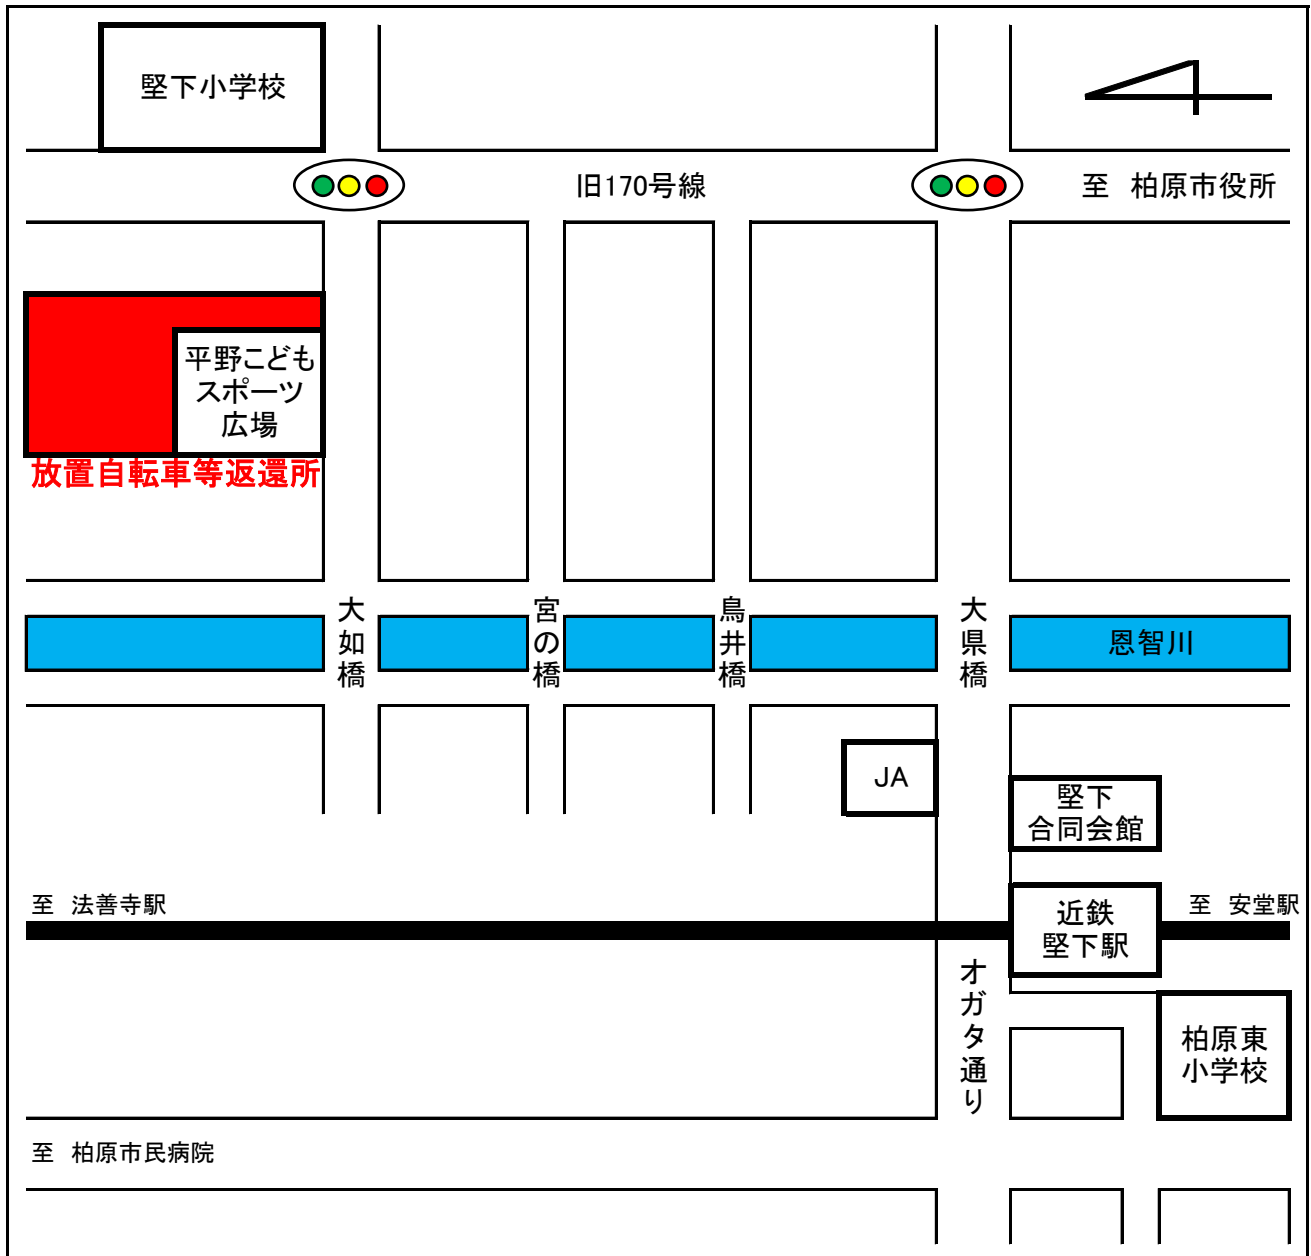 堅下小学校
旧170号線
至 柏原市役所
平野こども
スポーツ
広場
放置自転車等返還所
大如橋
宮の橋
鳥井橋
大県橋
恩智川
JA
堅下
合同会館
至 法善寺駅
近鉄
堅下駅
至 安堂駅
オガタ通り
柏原東
小学校
至 柏原市民病院